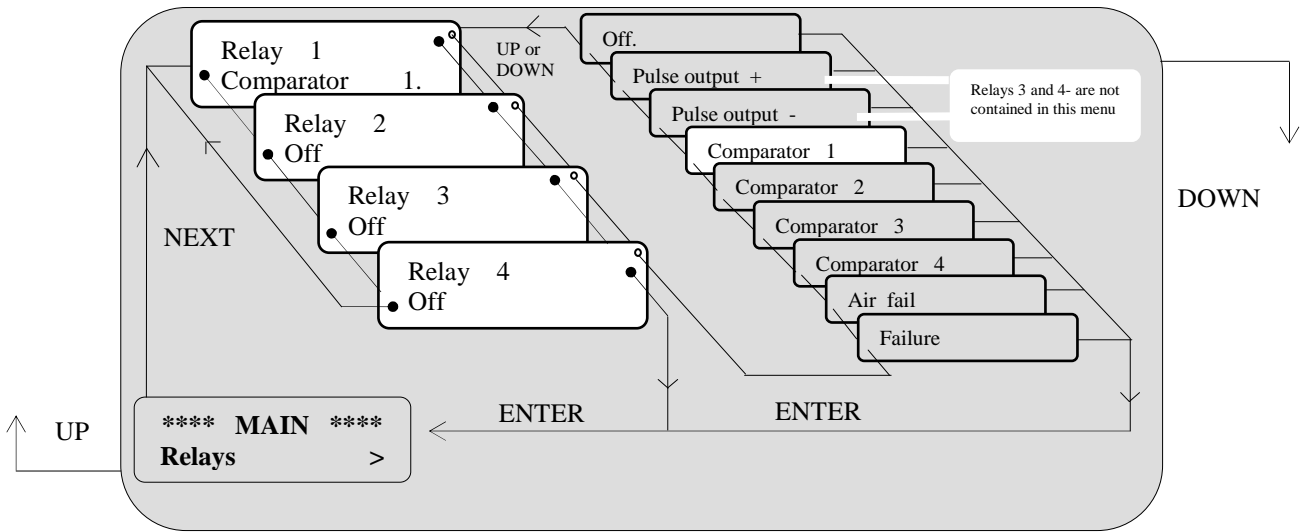 Relay 1
Comparator 1.
Relay 2
Off
Relay 3
Off
Relay 4
Off
UP or
DOWN
Off.
Pulse output +
Pulse output -
Comparator 1
Comparator 2
Comparator 3
Comparator 4
Air fail
Failure
Relays 3 and 4- are not
contained in this menu
DOWN
NEXT
UP
**** MAIN ****
Relays >
ENTER
ENTER